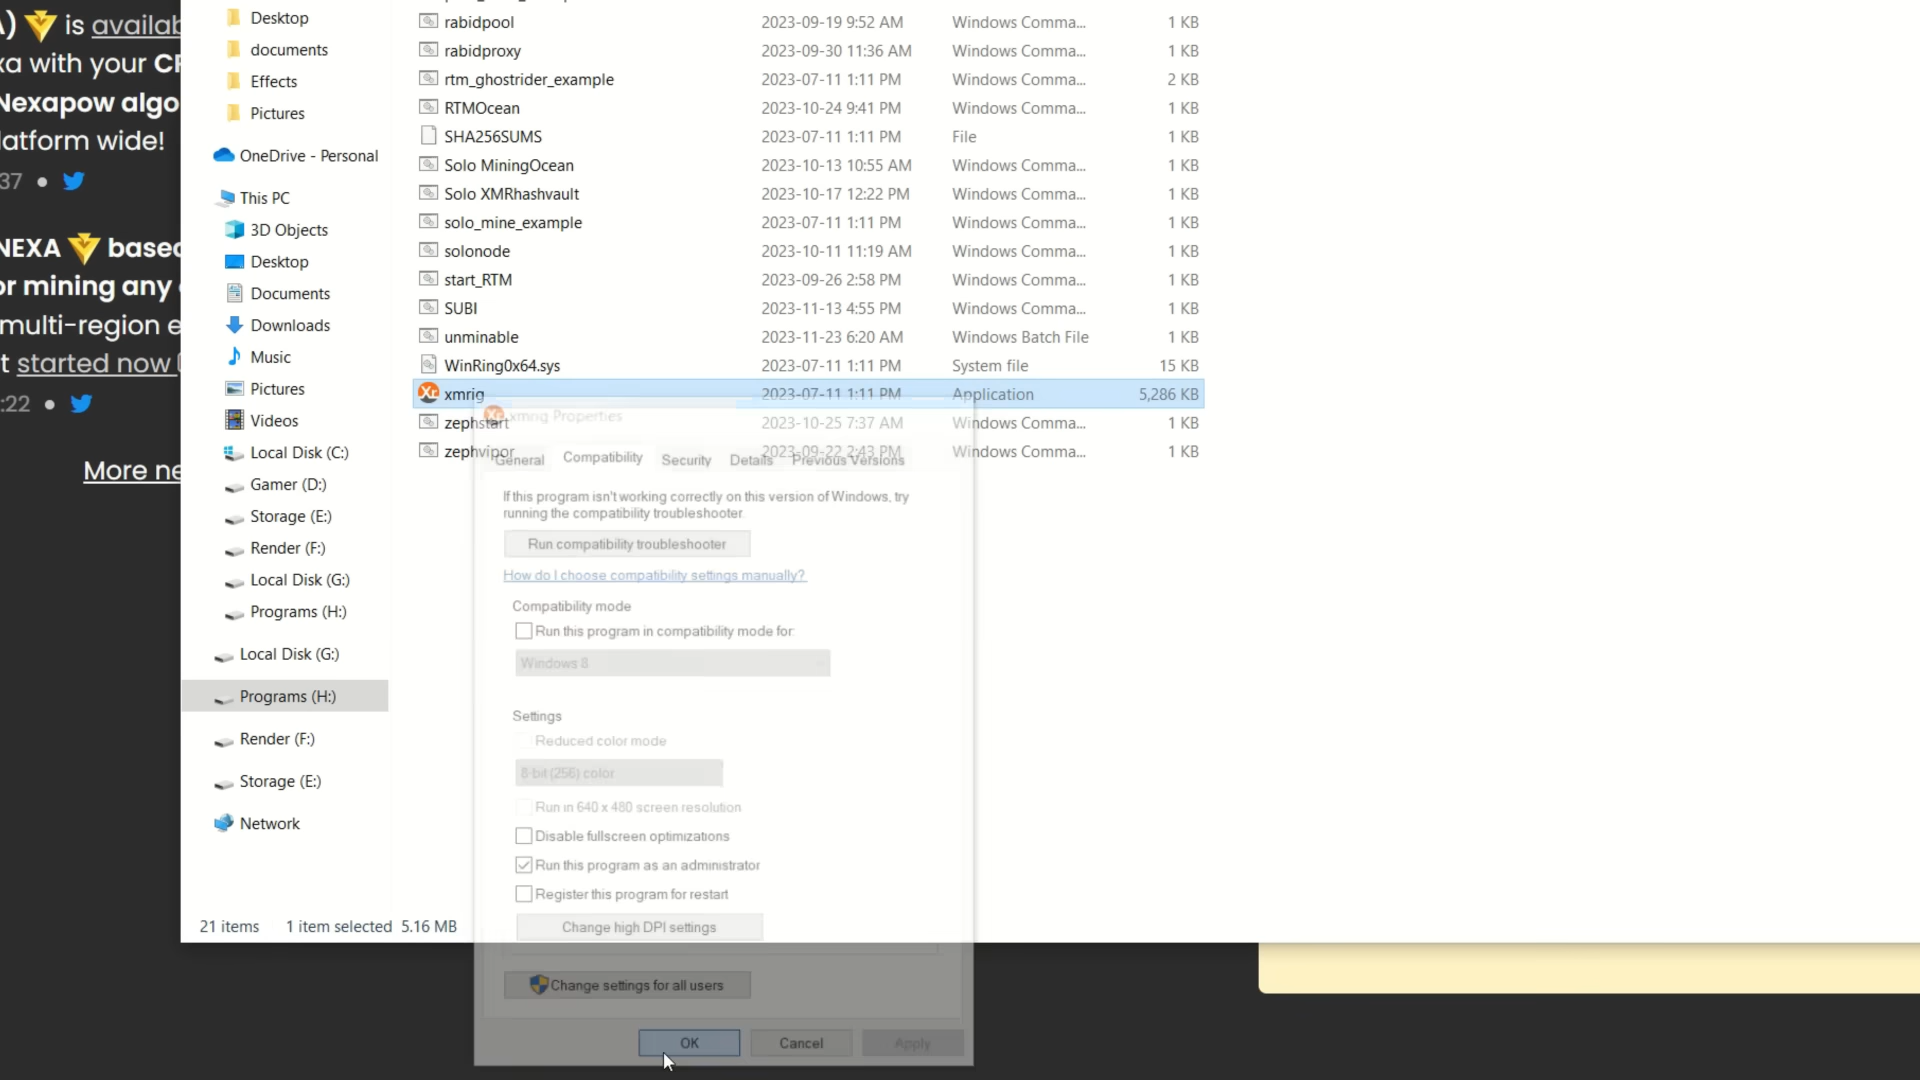 is availab
xa with your CP
Nexapow algo
latform wide!
37 •
NEXA based
or mining any
multi-region e
t started now
:22 •
More ne
Desktop
documents
Effects
Pictures
OneDrive - Personal
This PC
3D Objects
Desktop
Documents
Downloads
Music
Pictures
Videos
Local Disk (C:)
Gamer (D:)
Storage (E:)
Render (F:)
Local Disk (G:)
Programs (H:)
Local Disk (G:)
Programs (H:)
Render (F:)
Storage (E:)
Network
rabidpool 2023-09-19 9:52 AM Windows Comma... 1 KB
rabidproxy 2023-09-30 11:36 AM Windows Comma... 1 KB
rtm_ghostrider_example 2023-07-11 1:11 PM Windows Comma... 2 KB
RTMOcean 2023-10-24 9:41 PM Windows Comma... 1 KB
SHA256SUMS 2023-07-11 1:11 PM File 1 KB
Solo MiningOcean 2023-10-13 10:55 AM Windows Comma... 1 KB
Solo XMRhashvault 2023-10-17 12:22 PM Windows Comma... 1 KB
solo_mine_example 2023-07-11 1:11 PM Windows Comma... 1 KB
solonode 2023-10-11 11:19 AM Windows Comma... 1 KB
start_RTM 2023-09-26 2:58 PM Windows Comma... 1 KB
SUBI 2023-11-13 4:55 PM Windows Comma... 1 KB
unminable 2023-11-23 6:20 AM Windows Batch File 1 KB
WinRing0x64.sys 2023-07-11 1:11 PM System file 15 KB
xmrig 2023-07-11 1:11 PM Application 5,286 KB
zephstart 2023-10-25 7:37 AM Windows Comma... 1 KB
zephvipor 2023-09-22 2:43 PM Windows Comma... 1 KB
xmrig Properties
General Compatibility Security Details Previous Versions
If this program isn't working correctly on this version of Windows, try
running the compatibility troubleshooter.
Run compatibility troubleshooter
How do I choose compatibility settings manually?
Compatibility mode
Run this program in compatibility mode for:
Windows 8
Settings
Reduced color mode
8-bit (256) color
Run in 640 x 480 screen resolution
Disable fullscreen optimizations
Run this program as an administrator
Register this program for restart
Change high DPI settings
Change settings for all users
OK Cancel Apply
21 items 1 item selected 5.16 MB